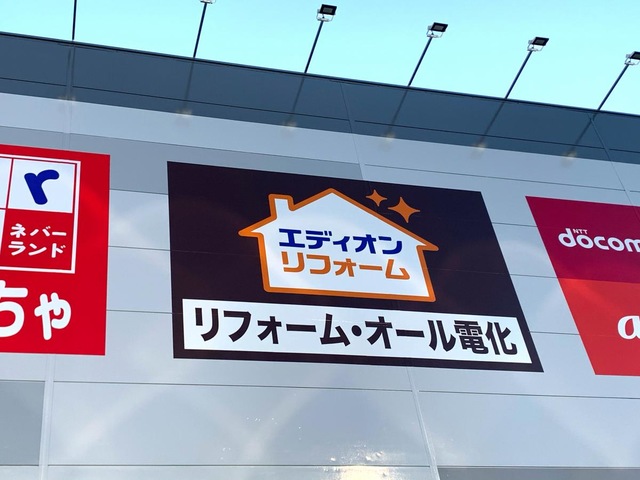 r
ネバー
ランド
ちゃ
エディオン
リフォーム
リフォーム・オール電化
NTT
docom
a